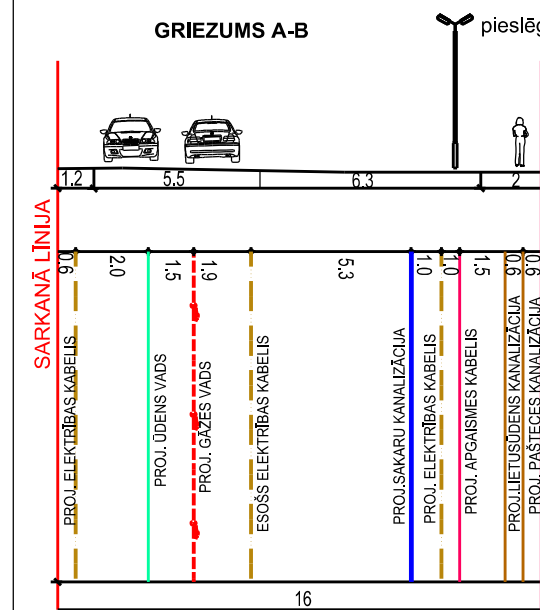 GRIEZUMS A-B
pieslēg
1.2
5.5
6.3
2
SARKANĀ LĪNIJA
0.6
2.0
1.5
1.9
5.3
1.0
1.0
1.5
0.6
0.6
PROJ. ELEKTRĪBAS KABELIS
PROJ. ŪDENS VADS
PROJ. GĀZES VADS
ESOŠS ELEKTRĪBAS KABELIS
PROJ.SAKARU KANALIZĀCIJA
PROJ. ELEKTRĪBAS KABELIS
PROJ. APGAISMES KABELIS
PROJ.LIETUSŪDENS KANALIZĀCIJA
PROJ. PAŠTECES KANALIZĀCIJA
16